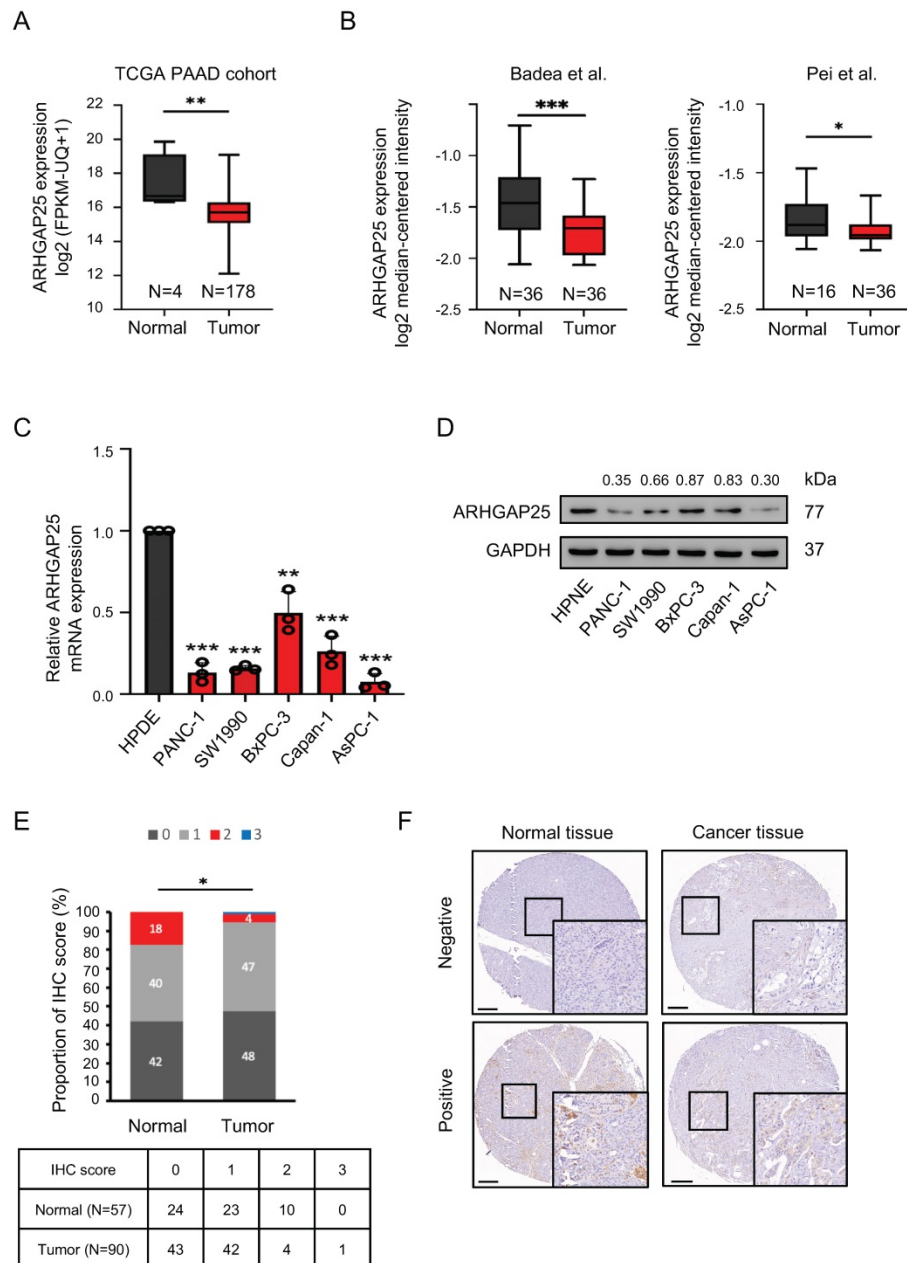 A
TCGA PAAD cohort
ARHGAP25 expression
log2 (FPKM-UQ+1)
22
20
18
16
14
12
10
**
N=4 N=178
Normal Tumor
B
Badea et al.
ARHGAP25 expression
log2 median-centered intensity
-0.5
-1.0
-1.5
-2.0
-2.5
***
N=36 N=36
Normal Tumor
Pei et al.
ARHGAP25 expression
log2 median-centered intensity
-1.0
-1.5
-2.0
-2.5
*
N=16 N=36
Normal Tumor
C
Relative ARHGAP25
mRNA expression
1.5
1.0
0.5
0.0
*** *** ** *** ***
HPDE PANC-1 SW1990 BxPC-3 Capan-1 AsPC-1
D
0.35 0.66 0.87 0.83 0.30 kDa
ARHGAP25 77
GAPDH 37
HPNE PANC-1 SW1990 BxPC-3 Capan-1 AsPC-1
E
0 1 2 3
*
Proportion of IHC score (%)
100
90
80
70
60
50
40
30
20
10
0
18
40
42
4
47
48
Normal Tumor
IHC score 0 1 2 3
Normal (N=57) 24 23 10 0
Tumor (N=90) 43 42 4 1
F
Normal tissue Cancer tissue
Negative
Positive